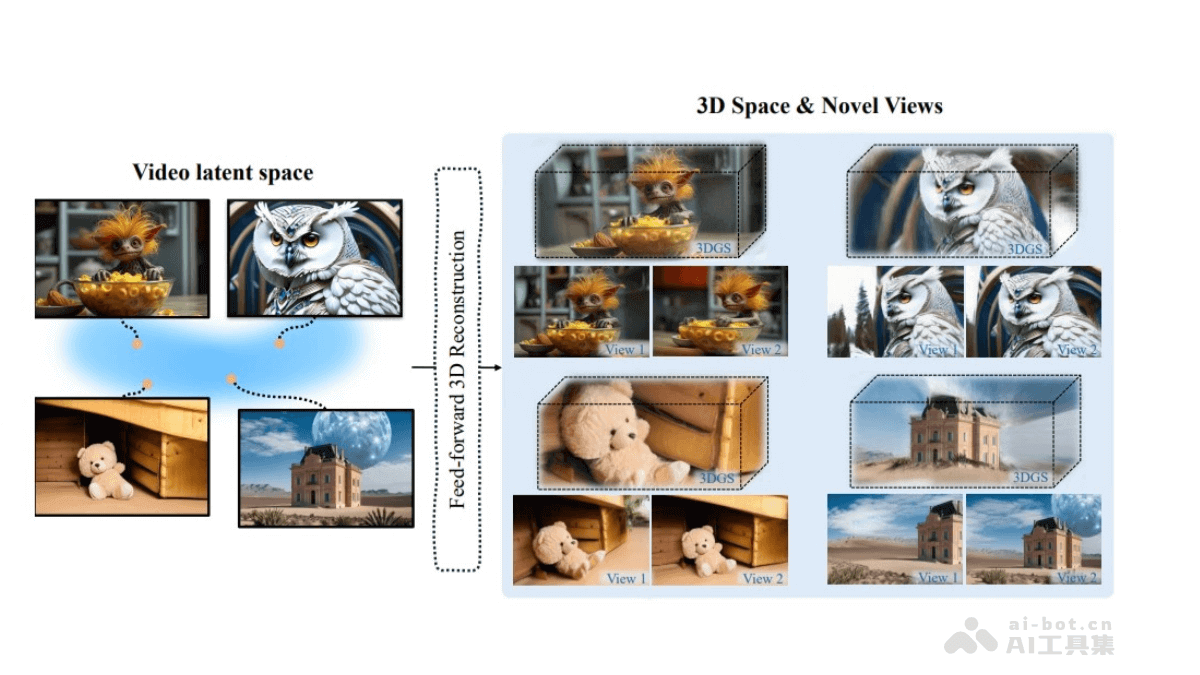 3D Space & Novel Views
Video latent space
Feed-forward 3D Reconstruction
3DGS
3DGS
View 1
View 2
View 1
View 2
3DGS
3DGS
View 1
View 2
View 1
View 2
ai-bot.cn
AI工具集